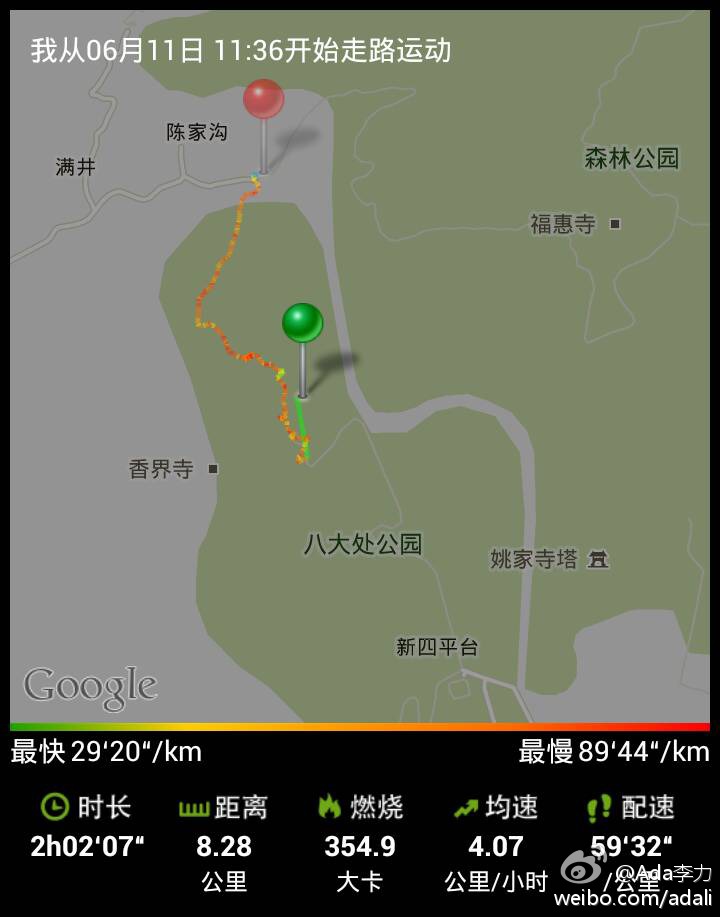 我从06月11日 11:36开始走路运动
陈家沟
满井
森林公园
福惠寺
香界寺
八大处公园
姚家寺塔
新四平台
Google
最快 29‘20“/km
最慢 89‘44“/km
时长 距离 燃烧 均速 配速
2h02‘07“ 8.28 354.9 4.07 59‘32“
公里 大卡 公里/小时 /公里
@Ada李力
weibo.com/adali